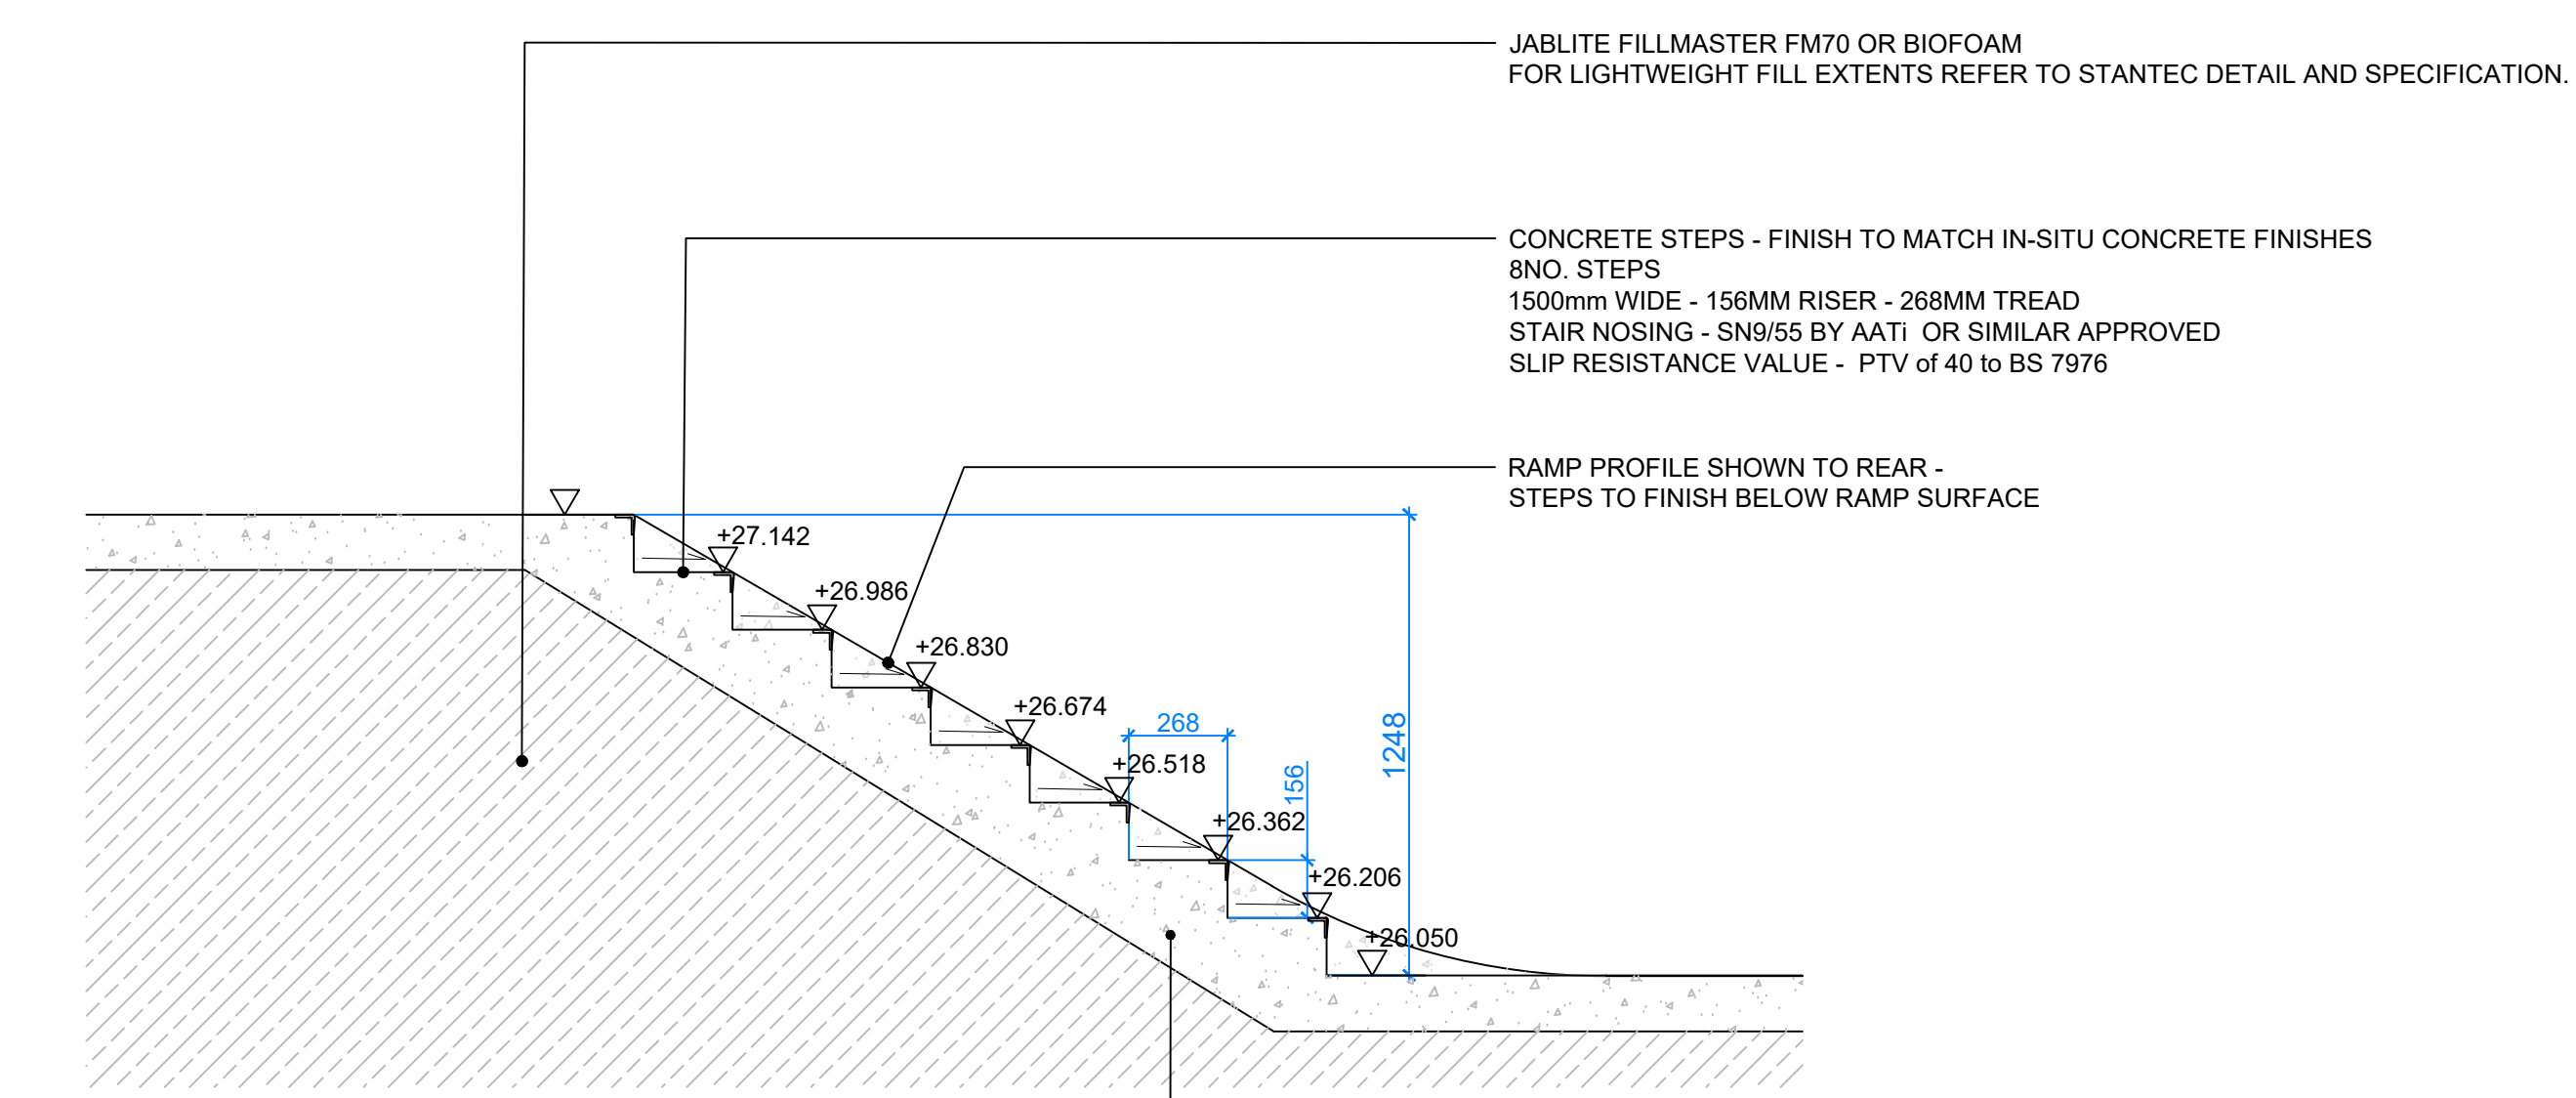 JABLITE FILLMASTER FM70 OR BIOFOAM
FOR LIGHTWEIGHT FILL EXTENTS REFER TO STANTEC DETAIL AND SPECIFICATION.
CONCRETE STEPS - FINISH TO MATCH IN-SITU CONCRETE FINISHES
8NO. STEPS
1500mm WIDE - 156MM RISER - 268MM TREAD
STAIR NOSING - SN9/55 BY AATi OR SIMILAR APPROVED
SLIP RESISTANCE VALUE - PTV of 40 to BS 7976
RAMP PROFILE SHOWN TO REAR -
STEPS TO FINISH BELOW RAMP SURFACE
+27.142
+26.986
+26.830
+26.674
268
1248
+26.518
156
+26.362
+26.206
+26.050